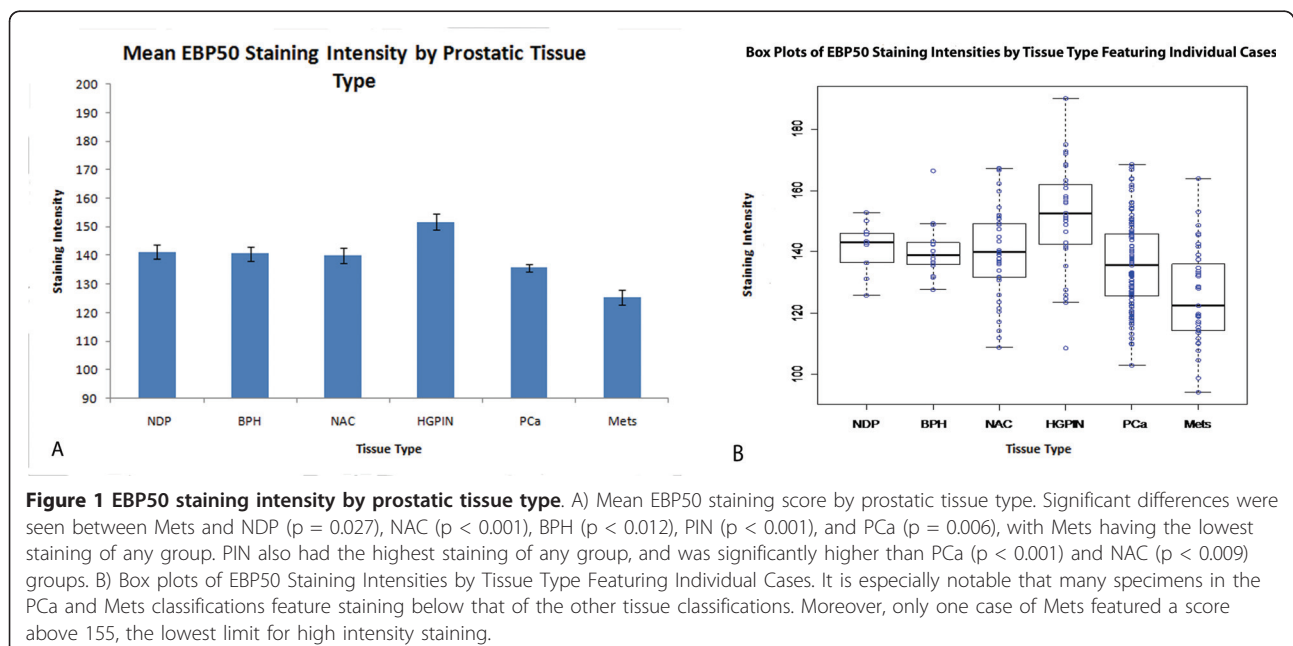 Mean EBP50 Staining Intensity by Prostatic Tissue
Type
200
190
180
170
160
150
140
130
120
110
100
90
Staining Intensity
NDP BPH NAC HGPIN PCa Mets
Tissue Type
A
Box Plots of EBP50 Staining Intensities by Tissue Type Featuring Individual Cases
180
160
140
120
100
Staining Intensity
NDP BPH NAC HGPIN PCa Mets
Tissue Type
B
Figure 1 EBP50 staining intensity by prostatic tissue type. A) Mean EBP50 staining score by prostatic tissue type. Significant differences were
seen between Mets and NDP (p = 0.027), NAC (p < 0.001), BPH (p < 0.012), PIN (p < 0.001), and PCa (p = 0.006), with Mets having the lowest
staining of any group. PIN also had the highest staining of any group, and was significantly higher than PCa (p < 0.001) and NAC (p < 0.009)
groups. B) Box plots of EBP50 Staining Intensities by Tissue Type Featuring Individual Cases. It is especially notable that many specimens in the
PCa and Mets classifications feature staining below that of the other tissue classifications. Moreover, only one case of Mets featured a score
above 155, the lowest limit for high intensity staining.